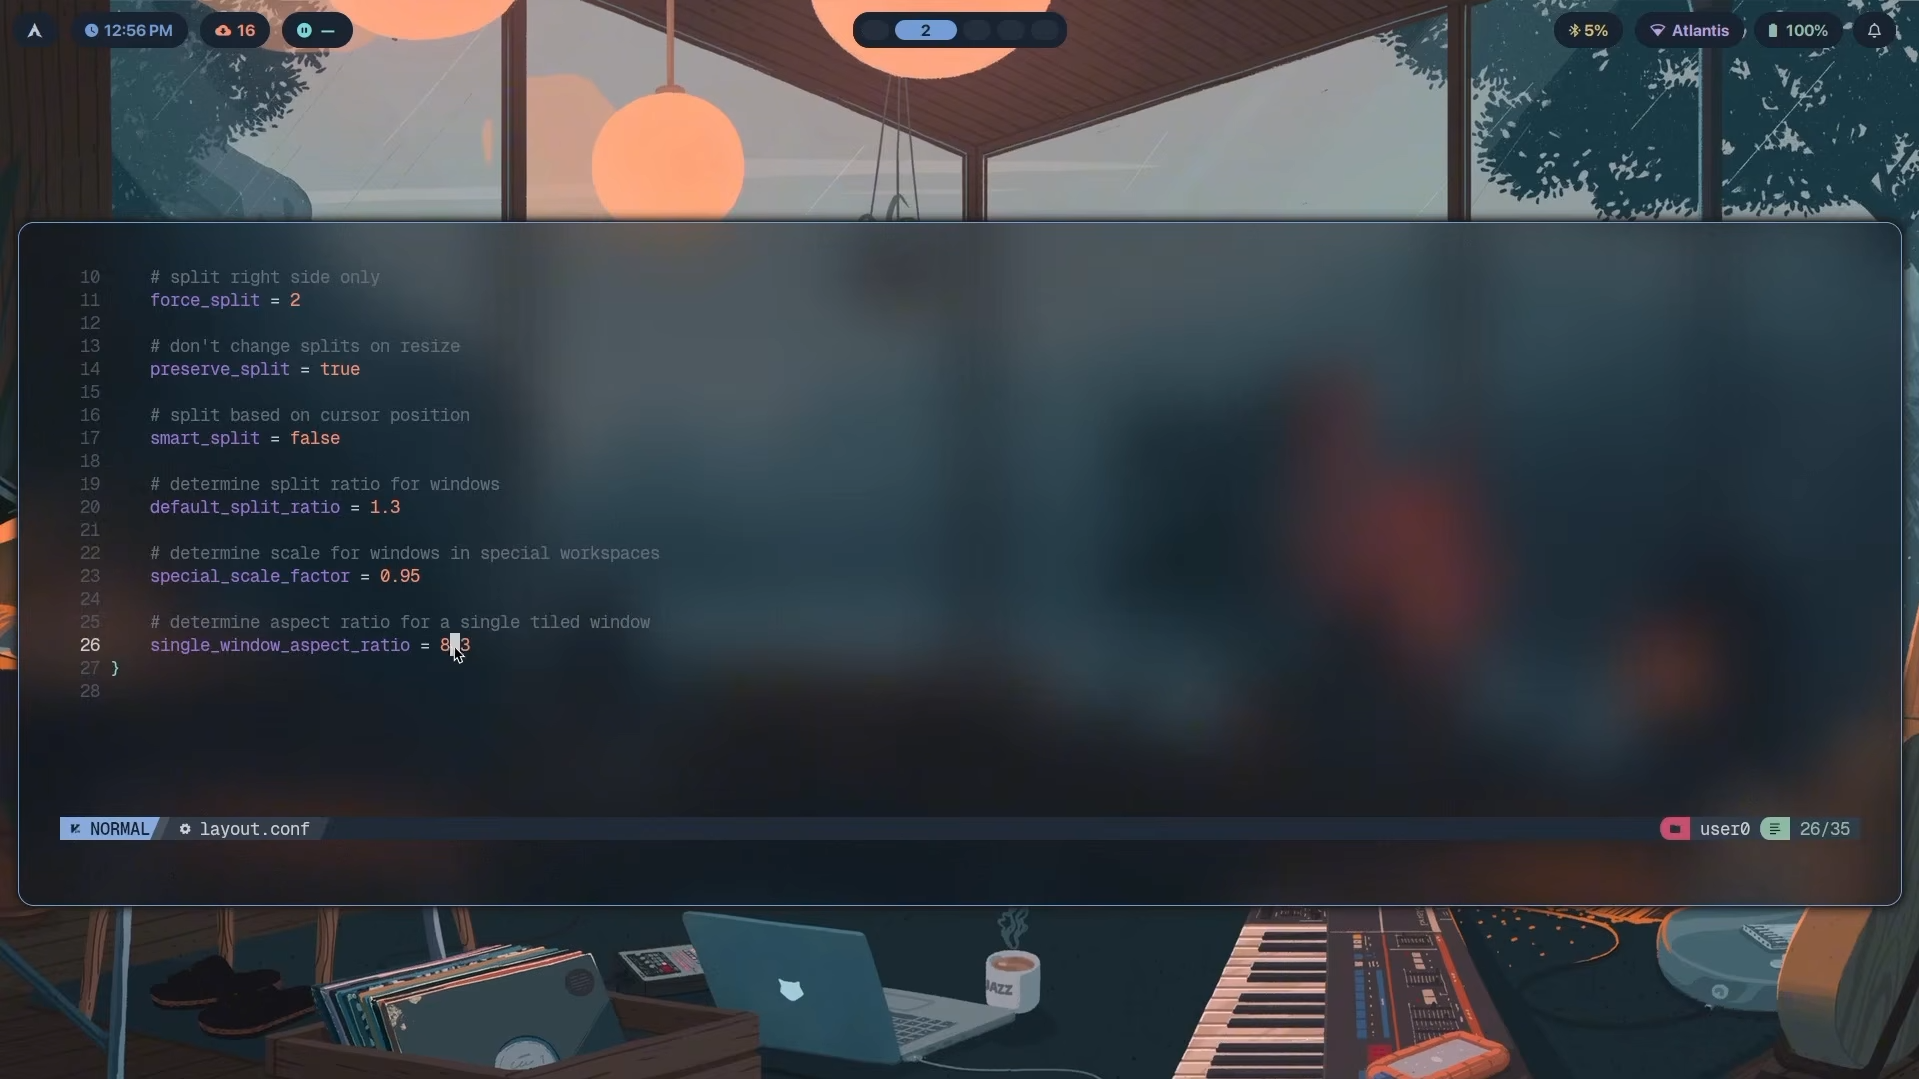 12:56 PM 16 — 2 5% Atlantis 100%
10 # split right side only
11 force_split = 2
12
13 # don't change splits on resize
14 preserve_split = true
15
16 # split based on cursor position
17 smart_split = false
18
19 # determine split ratio for windows
20 default_split_ratio = 1.3
21
22 # determine scale for windows in special workspaces
23 special_scale_factor = 0.95
24
25 # determine aspect ratio for a single tiled window
26 single_window_aspect_ratio = 8 3
27 }
28
NORMAL layout.conf user0 26/35
JAZZ